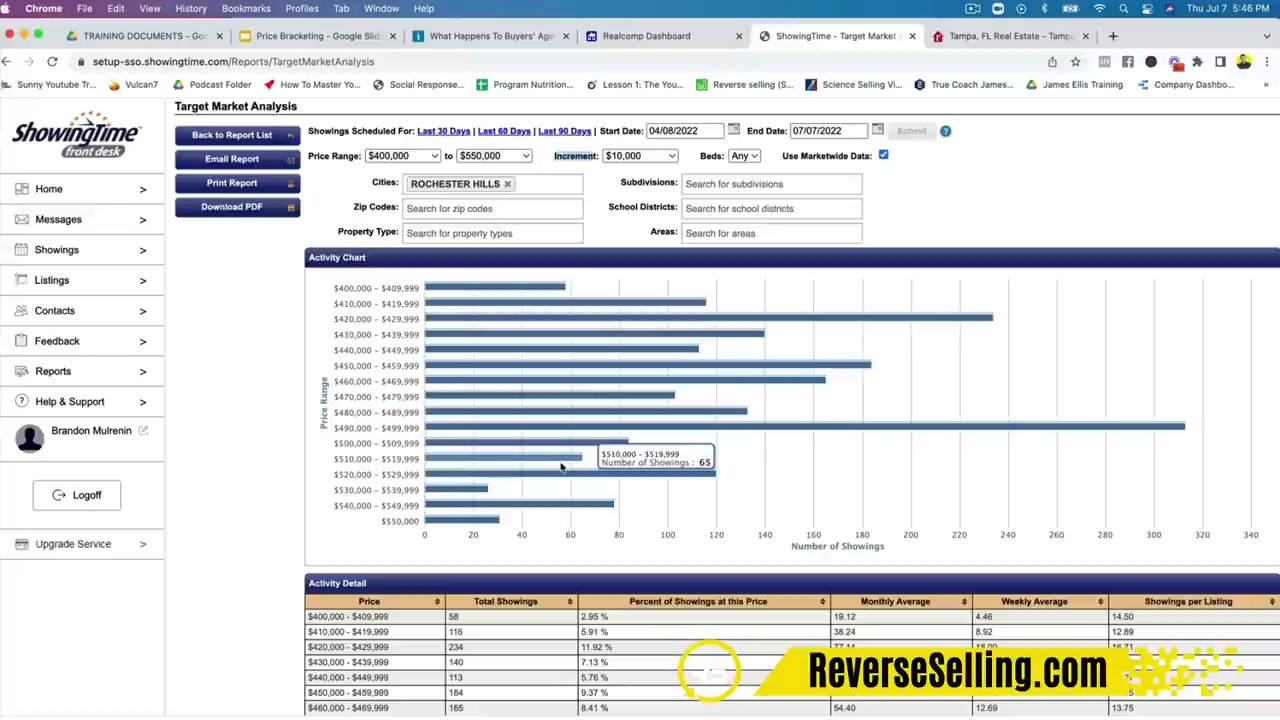 Chrome File Edit View History Bookmarks Profiles Tab Window Help Thu Jul 7 5:46 PM
TRAINING DOCUMENTS - Go Price Bracketing - Google Slid What Happens To Buyers' Age Realcomp Dashboard ShowingTime - Target Market Tampa, FL Real Estate - Tampa
setup-sso.showingtime.com/Reports/TargetMarketAnalysis
Sunny Youtube Tr... Vulcan7 Podcast Folder How To Master Yo... Social Response... Program Nutrition... Lesson 1: The You... Reverse selling (S... Science Selling Vi... True Coach James... James Ellis Training Company Dashbo... »
Target Market Analysis
ShowingTime
front desk
Back to Report List
Email Report
Print Report
Download PDF
Showings Scheduled For: Last 30 Days | Last 60 Days | Last 90 Days | Start Date: 04/08/2022 End Date: 07/07/2022 Submit ?
Price Range: $400,000 to $550,000 Increment: $10,000 Beds: Any Use Marketwide Data:
Cities: ROCHESTER HILLS Subdivisions: Search for subdivisions
Zip Codes: Search for zip codes School Districts: Search for school districts
Property Type: Search for property types Areas: Search for areas
Home >
Messages >
Showings >
Listings >
Contacts >
Feedback >
Reports >
Help & Support >
Brandon Mulrenin
Logoff
Upgrade Service >
Activity Chart
Price Range
$400,000 - $409,999
$410,000 - $419,999
$420,000 - $429,999
$430,000 - $439,999
$440,000 - $449,999
$450,000 - $459,999
$460,000 - $469,999
$470,000 - $479,999
$480,000 - $489,999
$490,000 - $499,999
$500,000 - $509,999
$510,000 - $519,999
$520,000 - $529,999
$530,000 - $539,999
$540,000 - $549,999
$550,000
$510,000 - $519,999
Number of Showings : 65
0 20 40 60 80 100 120 140 160 180 200 220 240 260 280 300 320 340
Number of Showings
Activity Detail
Price Total Showings Percent of Showings at this Price Monthly Average Weekly Average Showings per Listing
$400,000 - $409,999 58 2.95 % 19.12 4.46 14.50
$410,000 - $419,999 116 5.91 % 38.24 8.92 12.89
$420,000 - $429,999 234 11.92 %
$430,000 - $439,999 140 7.13 %
$440,000 - $449,999 113 5.76 %
$450,000 - $459,999 184 9.37 %
$460,000 - $469,999 165 8.41 % 54.40 12.69 13.75
ReverseSelling.com